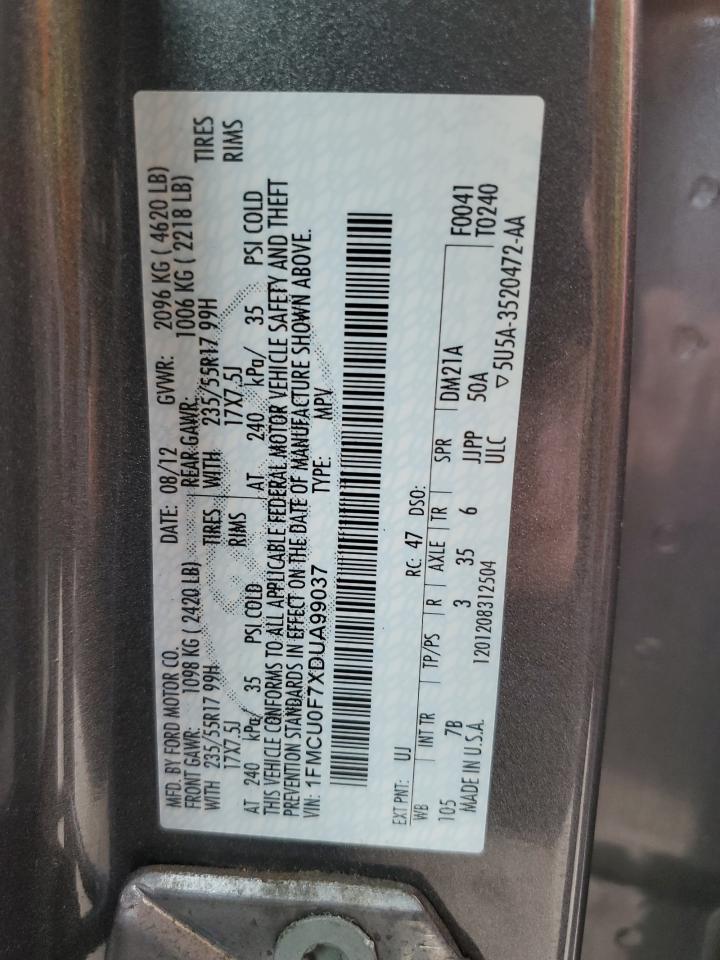 MFD. BY FORD MOTOR CO. DATE: 08/12 GVWR: 2096 KG ( 4620 LB)
FRONT GAWR: 1098 KG ( 2420 LB) REAR GAWR: 1006 KG ( 2218 LB)
WITH 235/55R17 99H TIRES WITH 235/55R17 99H TIRES
17X7.5J RIMS 17X7.5J RIMS
AT 240 kPa/ 35 PSI COLD AT 240 kPa/ 35 PSI COLD
THIS VEHICLE CONFORMS TO ALL APPLICABLE FEDERAL MOTOR VEHICLE SAFETY AND THEFT
PREVENTION STANDARDS IN EFFECT ON THE DATE OF MANUFACTURE SHOWN ABOVE.
VIN: 1FMCU0F7XDUA99037 TYPE: MPV
EXT PNT: UJ RC: 47 DSO: F0041
WB INT TR TP/PS R AXLE TR SPR DM21A T0240
105 7B 3 35 6 JJPP 50A
MADE IN U.S.A. 1201208312504 ULC ▽5U5A-3520472-AA